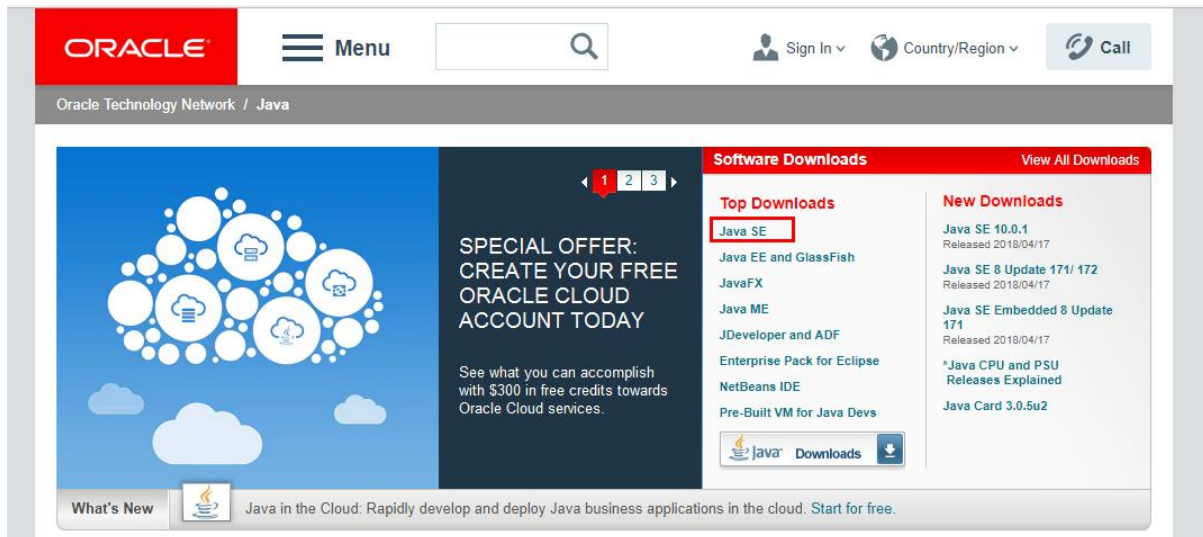 ORACLE®
Menu
Sign In
Country/Region
Call
Oracle Technology Network / Java
1 2 3
SPECIAL OFFER:
CREATE YOUR FREE
ORACLE CLOUD
ACCOUNT TODAY
See what you can accomplish
with $300 in free credits towards
Oracle Cloud services.
Software Downloads
View All Downloads
Top Downloads
Java SE
Java EE and GlassFish
JavaFX
Java ME
JDeveloper and ADF
Enterprise Pack for Eclipse
NetBeans IDE
Pre-Built VM for Java Devs
Java Downloads
New Downloads
Java SE 10.0.1
Released 2018/04/17
Java SE 8 Update 171/ 172
Released 2018/04/17
Java SE Embedded 8 Update
171
Released 2018/04/17
*Java CPU and PSU
Releases Explained
Java Card 3.0.5u2
What's New
Java in the Cloud: Rapidly develop and deploy Java business applications in the cloud. Start for free.